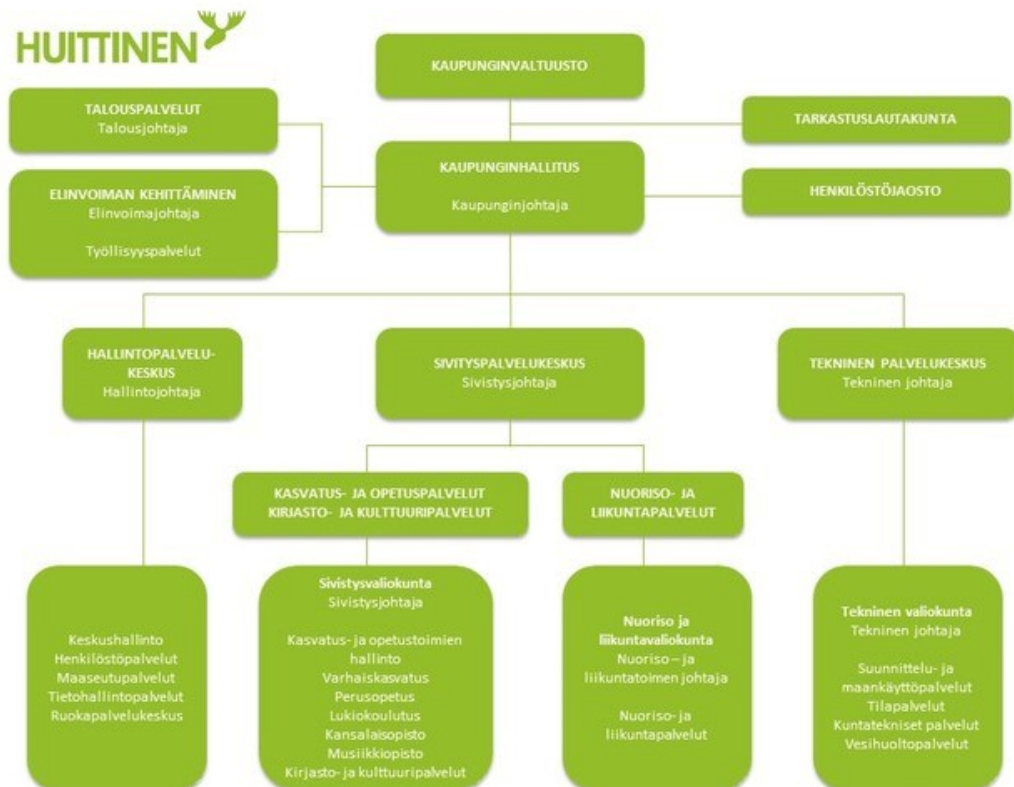 HUITTINEN
KAUPUNGINVALTUUSTO
TALOUSPALVELUT
Talousjohtaja
TARKASTUSLAUTAKUNTA
KAUPUNGINHALLITUS
Kaupunginjohtaja
ELINVOIMAN KEHITTÄMINEN
Elinvoimajohtaja
Työllisyyspalvelut
HENKILÖSTÖJAOSTO
HALLINTOPALVELU-
KESKUS
Hallintojohtaja
SIVITYSPALVELUKESKUS
Sivistysjohtaja
TEKNINEN PALVELUKESKUS
Tekninen johtaja
KASVATUS- JA OPETUSPALVELUT
KIRJASTO- JA KULTTUURIPALVELUT
NUORISO- JA
LIIKUNTAPALVELUT
Keskushallinto
Henkilöstöpalvelut
Maaseutupalvelut
Tietohallintopalvelut
Ruokapalvelukeskus
Sivistysvaliokunta
Sivistysjohtaja
Kasvatus- ja opetustoimien
hallinto
Varhaiskasvatus
Perusopetus
Lukiokoulutus
Kansalaisopisto
Musiikkiopisto
Kirjasto- ja kulttuuripalvelut
Nuoriso ja
liikuntavaliokunta
Nuoriso – ja
liikuntatoimen johtaja
Nuoriso- ja
liikuntapalvelut
Tekninen valiokunta
Tekninen johtaja
Suunnittelu- ja
maankäyttöpalvelut
Tilapalvelut
Kuntatekniset palvelut
Vesihuoltopalvelut